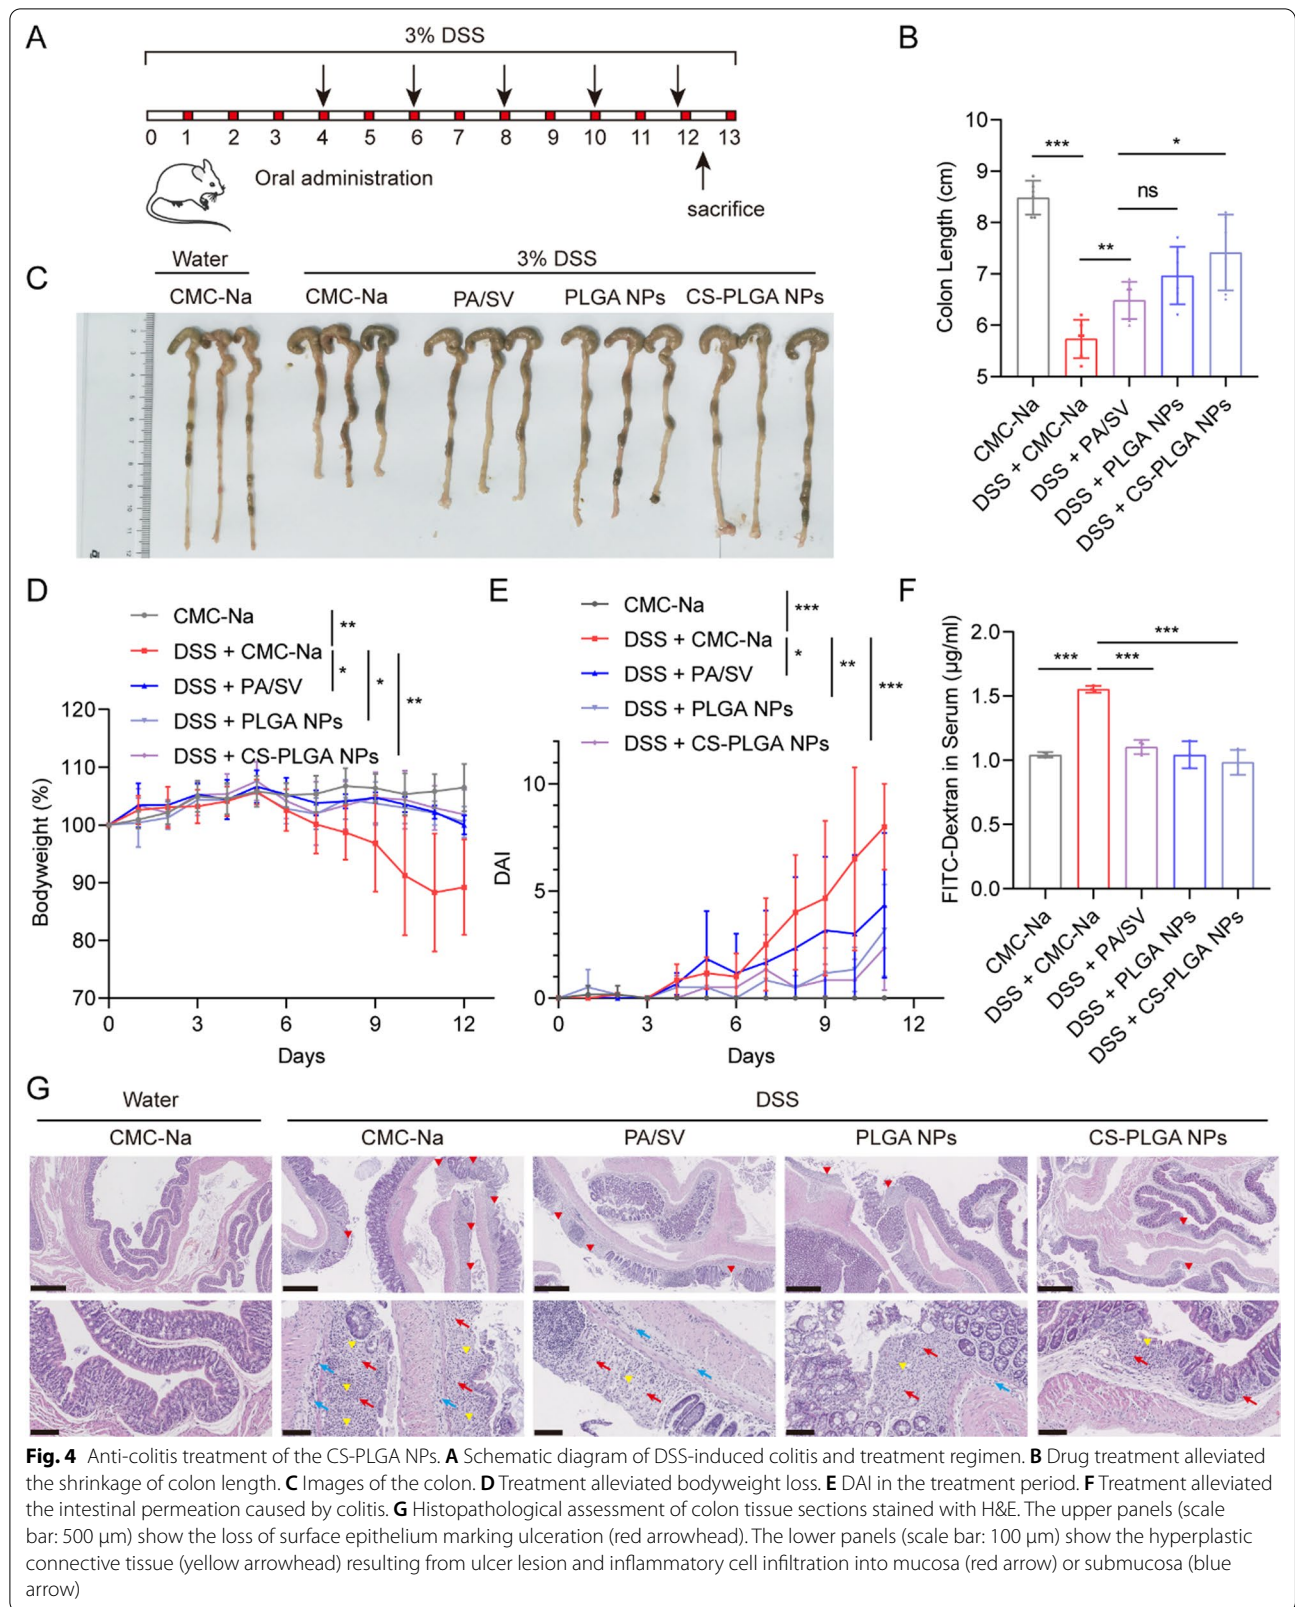 A
3% DSS
0 1 2 3 4 5 6 7 8 9 10 11 12 13
Oral administration
sacrifice
B
Colon Length (cm)
10
9
8
7
6
5
***
**
ns
*
CMC-Na
DSS + CMC-Na
DSS + PA/SV
DSS + PLGA NPs
DSS + CS-PLGA NPs
C
Water
3% DSS
CMC-Na
CMC-Na
PA/SV
PLGA NPs
CS-PLGA NPs
D
CMC-Na
DSS + CMC-Na
DSS + PA/SV
DSS + PLGA NPs
DSS + CS-PLGA NPs
**
*
*
**
Bodyweight (%)
120
110
100
90
80
70
0 3 6 9 12
Days
E
CMC-Na
DSS + CMC-Na
DSS + PA/SV
DSS + PLGA NPs
DSS + CS-PLGA NPs
***
*
**
***
DAI
10
5
0
0 3 6 9 12
Days
F
FITC-Dextran in Serum (µg/ml)
2.0
1.5
1.0
0.5
0.0
***
***
***
CMC-Na
DSS + CMC-Na
DSS + PA/SV
DSS + PLGA NPs
DSS + CS-PLGA NPs
G
Water
DSS
CMC-Na
CMC-Na
PA/SV
PLGA NPs
CS-PLGA NPs
Fig. 4 Anti-colitis treatment of the CS-PLGA NPs. A Schematic diagram of DSS-induced colitis and treatment regimen. B Drug treatment alleviated
the shrinkage of colon length. C Images of the colon. D Treatment alleviated bodyweight loss. E DAI in the treatment period. F Treatment alleviated
the intestinal permeation caused by colitis. G Histopathological assessment of colon tissue sections stained with H&E. The upper panels (scale
bar: 500 µm) show the loss of surface epithelium marking ulceration (red arrowhead). The lower panels (scale bar: 100 µm) show the hyperplastic
connective tissue (yellow arrowhead) resulting from ulcer lesion and inflammatory cell infiltration into mucosa (red arrow) or submucosa (blue
arrow)